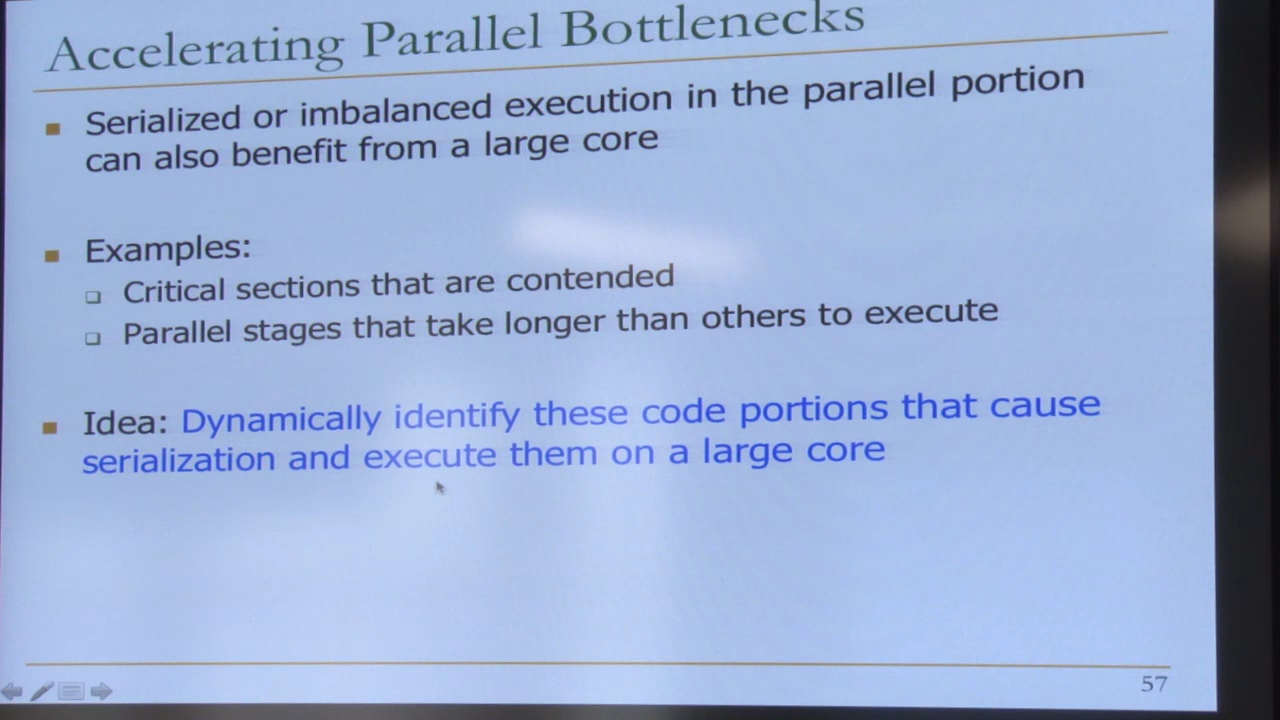 Accelerating Parallel Bottlenecks
Serialized or imbalanced execution in the parallel portion
can also benefit from a large core
Examples:
Critical sections that are contended
Parallel stages that take longer than others to execute
Idea: Dynamically identify these code portions that cause
serialization and execute them on a large core
57